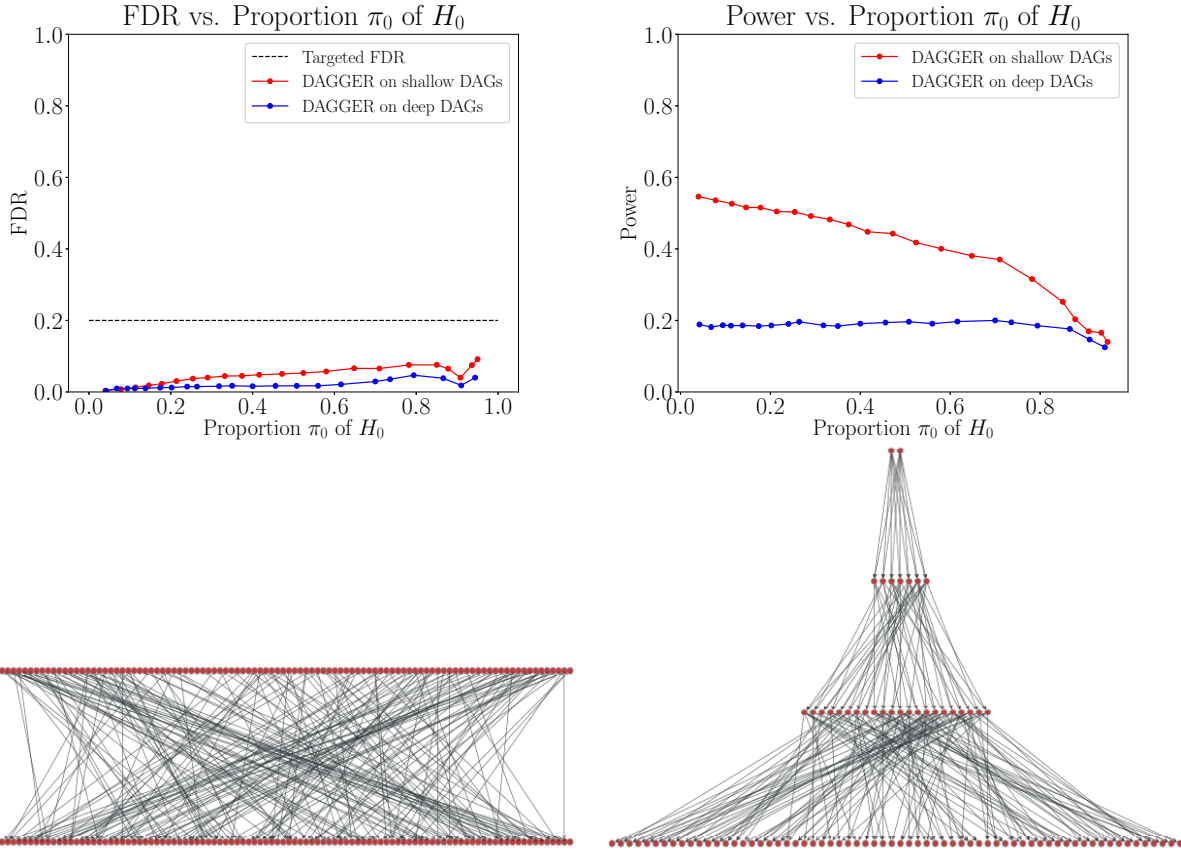 FDR vs. Proportion π₀ of H₀
1.0
0.8
0.6
0.4
0.2
0.0
FDR
Targeted FDR
DAGGER on shallow DAGs
DAGGER on deep DAGs
0.0 0.2 0.4 0.6 0.8 1.0
Proportion π₀ of H₀
Power vs. Proportion π₀ of H₀
1.0
0.8
0.6
0.4
0.2
0.0
Power
DAGGER on shallow DAGs
DAGGER on deep DAGs
0.0 0.2 0.4 0.6 0.8
Proportion π₀ of H₀